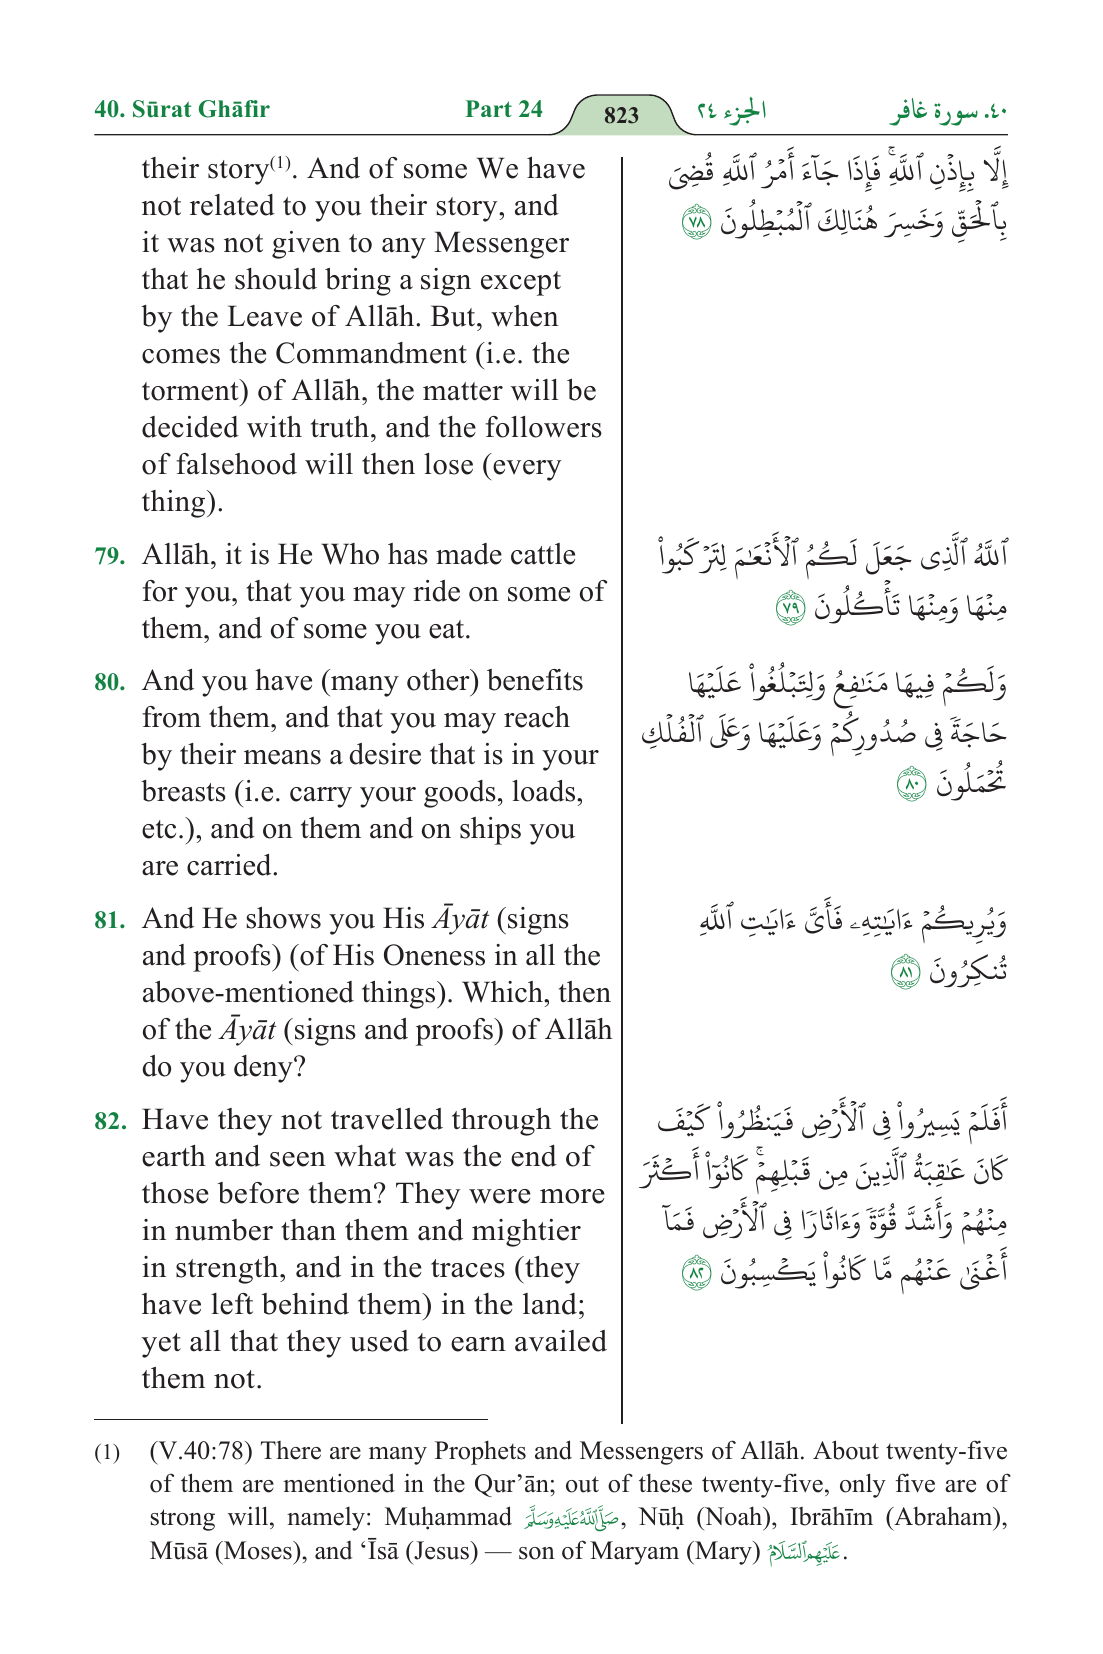 40. Sūrat Ghāfir Part 24 823 الجزء ٢٤ ٤٠. سورة غافر
their story(1). And of some We have
not related to you their story, and
it was not given to any Messenger
that he should bring a sign except
by the Leave of Allāh. But, when
comes the Commandment (i.e. the
torment) of Allāh, the matter will be
decided with truth, and the followers
of falsehood will then lose (every
thing).
إِلَّا بِإِذۡنِ ٱللَّهِۚ فَإِذَا جَآءَ أَمۡرُ ٱللَّهِ قُضِيَ
بِٱلۡحَقِّ وَخَسِرَ هُنَالِكَ ٱلۡمُبۡطِلُونَ ٧٨
79. Allāh, it is He Who has made cattle
for you, that you may ride on some of
them, and of some you eat.
ٱللَّهُ ٱلَّذِى جَعَلَ لَكُمُ ٱلۡأَنۡعَٰمَ لِتَرۡكَبُواْ
مِنۡهَا وَمِنۡهَا تَأۡكُلُونَ ٧٩
80. And you have (many other) benefits
from them, and that you may reach
by their means a desire that is in your
breasts (i.e. carry your goods, loads,
etc.), and on them and on ships you
are carried.
وَلَكُمۡ فِيهَا مَنَٰفِعُ وَلِتَبۡلُغُواْ عَلَيۡهَا
حَاجَةٗ فِى صُدُورِكُمۡ وَعَلَيۡهَا وَعَلَى ٱلۡفُلۡكِ
تُحۡمَلُونَ ٨٠
81. And He shows you His Āyāt (signs
and proofs) (of His Oneness in all the
above-mentioned things). Which, then
of the Āyāt (signs and proofs) of Allāh
do you deny?
وَيُرِيكُمۡ ءَايَٰتِهِۦ فَأَىَّ ءَايَٰتِ ٱللَّهِ
تُنكِرُونَ ٨١
82. Have they not travelled through the
earth and seen what was the end of
those before them? They were more
in number than them and mightier
in strength, and in the traces (they
have left behind them) in the land;
yet all that they used to earn availed
them not.
أَفَلَمۡ يَسِيرُواْ فِى ٱلۡأَرۡضِ فَيَنظُرُواْ كَيۡفَ
كَانَ عَٰقِبَةُ ٱلَّذِينَ مِن قَبۡلِهِمۡۚ كَانُوٓاْ أَكۡثَرَ
مِنۡهُمۡ وَأَشَدَّ قُوَّةٗ وَءَاثَارٗا فِى ٱلۡأَرۡضِ فَمَآ
أَغۡنَىٰ عَنۡهُم مَّا كَانُواْ يَكۡسِبُونَ ٨٢
(1) (V.40:78) There are many Prophets and Messengers of Allāh. About twenty-five
of them are mentioned in the Qur’ān; out of these twenty-five, only five are of
strong will, namely: Muḥammad صَلَّى ٱللَّهُ عَلَيْهِ وَسَلَّمَ, Nūḥ (Noah), Ibrāhīm (Abraham),
Mūsā (Moses), and ‘Īsā (Jesus) — son of Maryam (Mary) عَلَيْهِم ٱلسَّلَامُ.